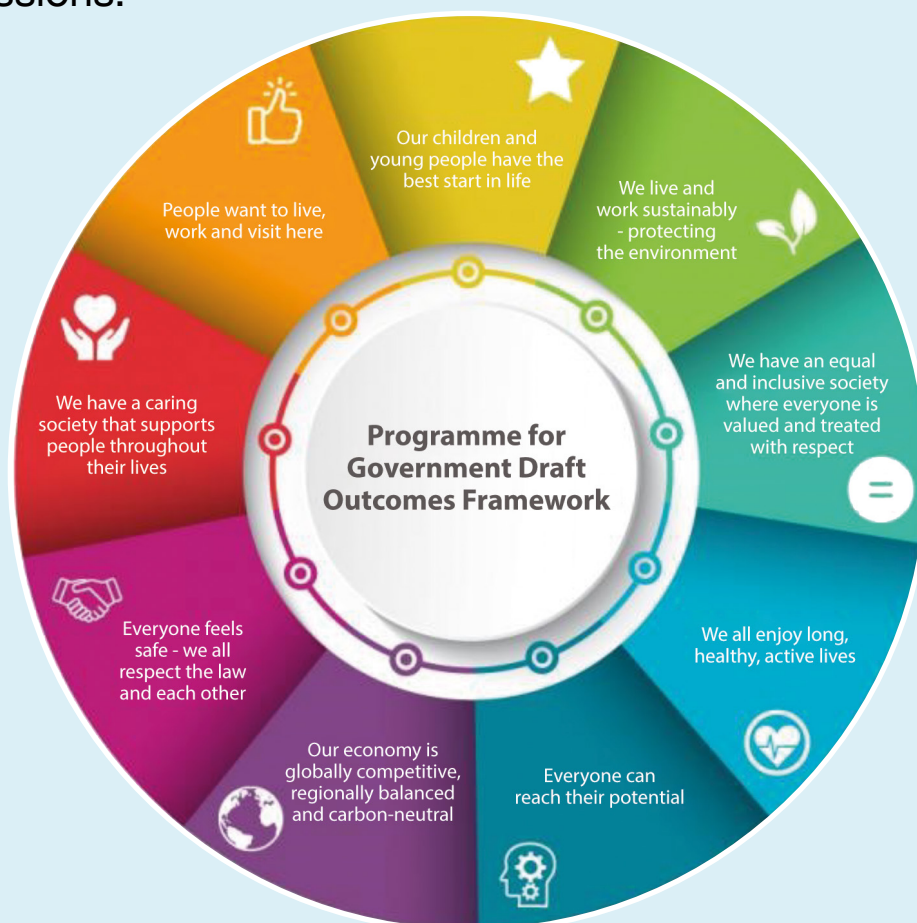 ssions.
Our children and
young people have the
best start in life
We live and
work sustainably
- protecting
the environment
We have an equal
and inclusive society
where everyone is
valued and treated
with respect
=
We all enjoy long,
healthy, active lives
Everyone can
reach their potential
Our economy is
globally competitive,
regionally balanced
and carbon-neutral
Everyone feels
safe - we all
respect the law
and each other
We have a caring
society that supports
people throughout
their lives
People want to live,
work and visit here
Programme for
Government Draft
Outcomes Framework